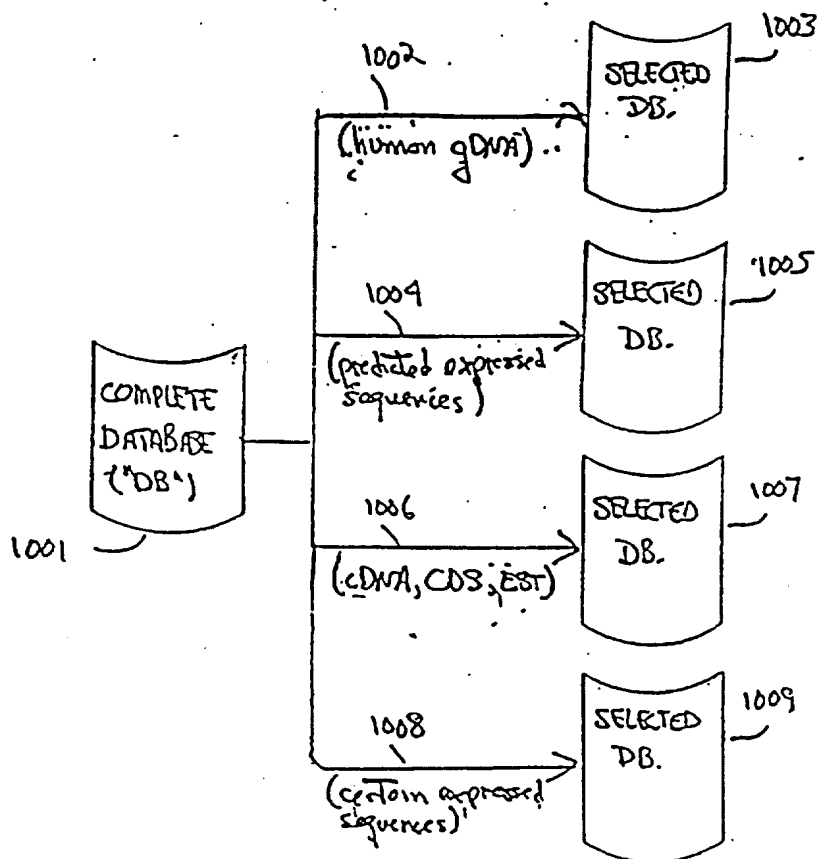 1003
1002
SELECTED
DB.
(human gDNA)
1005
1004
SELECTED
DB.
(predicted expressed
sequences)
COMPLETE
DATABASE
("DB")
1007
1006
SELECTED
DB.
1001
(cDNA, CDS, EST)
1009
1008
SELECTED
DB.
(certain expressed
sequences)